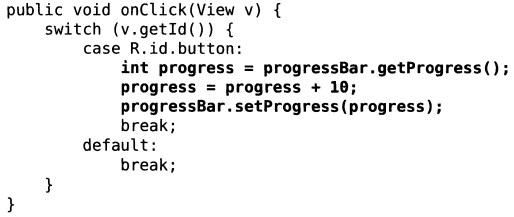 public void onClick(View v) {
    switch (v.getId()) {
        case R.id.button:
            int progress = progressBar.getProgress();
            progress = progress + 10;
            progressBar.setProgress(progress);
            break;
        default:
            break;
    }
}